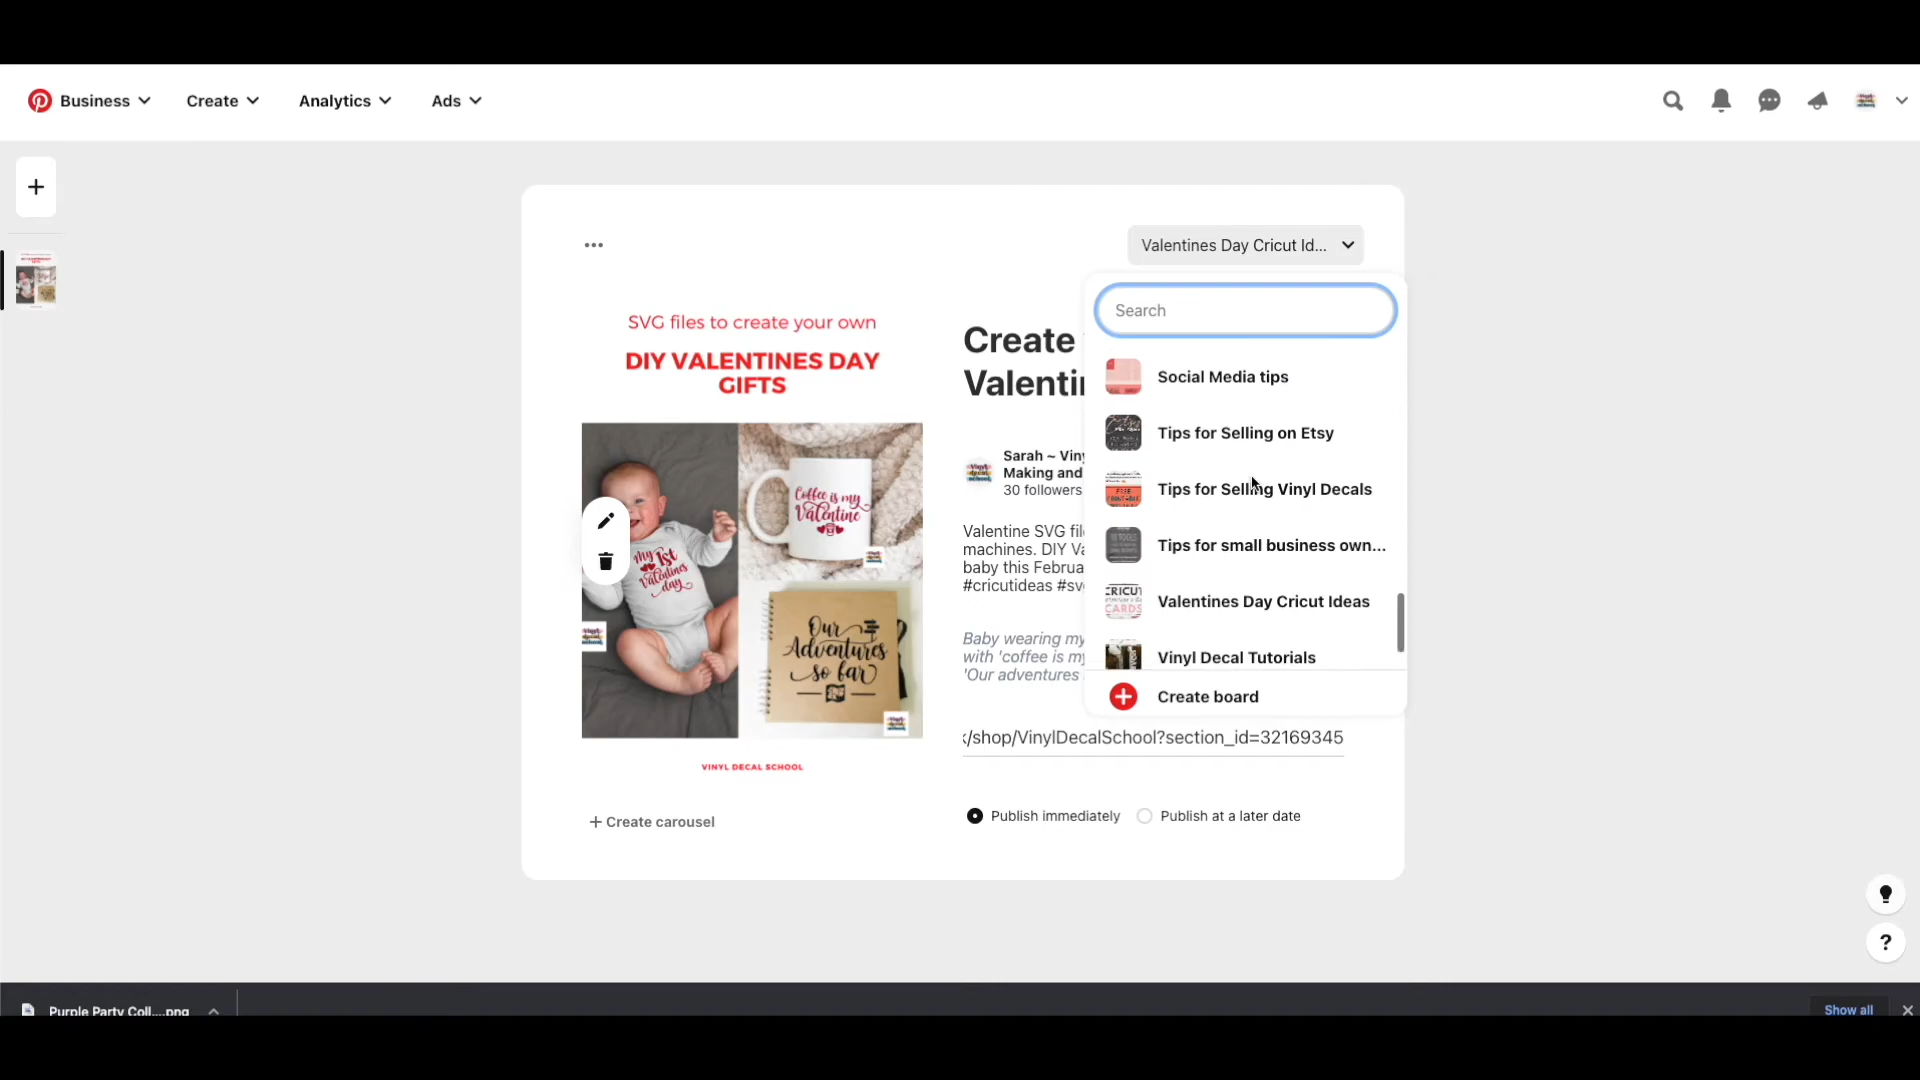 Business
Create
Analytics
Ads
Valentines Day Cricut Id...
Search
Social Media tips
Tips for Selling on Etsy
Tips for Selling Vinyl Decals
Tips for small business own...
Valentines Day Cricut Ideas
Vinyl Decal Tutorials
Create board
SVG files to create your own
DIY VALENTINES DAY
GIFTS
My 1st
Valentines
day
Coffee is my
Valentine
Our
Adventures
so far
VINYL DECAL SCHOOL
Create carousel
Create
Sarah ~
Making and
30 followers
Valentine SVG
machines. DIY
baby this
#cricutideas
Baby wearing my
with 'coffee is
'Our adventures
/shop/VinylDecalSchool?section_id=32169345
Publish immediately
Publish at a later date
?
Purple Party Coll....png
Show all